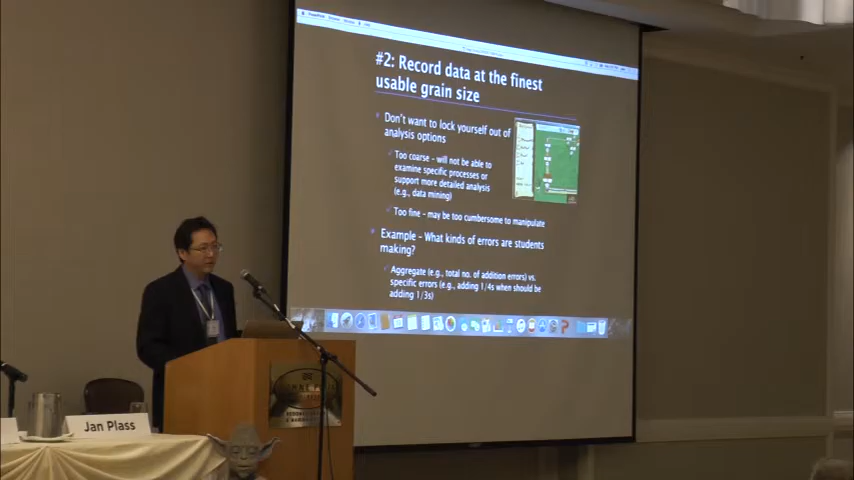 #2: Record data at the finest
usable grain size
Don't want to lock yourself out of
analysis options
Too coarse - will not be able to
examine specific processes or
support more detailed analysis
(e.g., data mining)
Too fine - may be too cumbersome to manipulate
Example - What kinds of errors are students
making?
Aggregate (e.g., total no. of addition errors) vs.
specific errors (e.g., adding 1/4s when should be
adding 1/3s)
Jan Plass